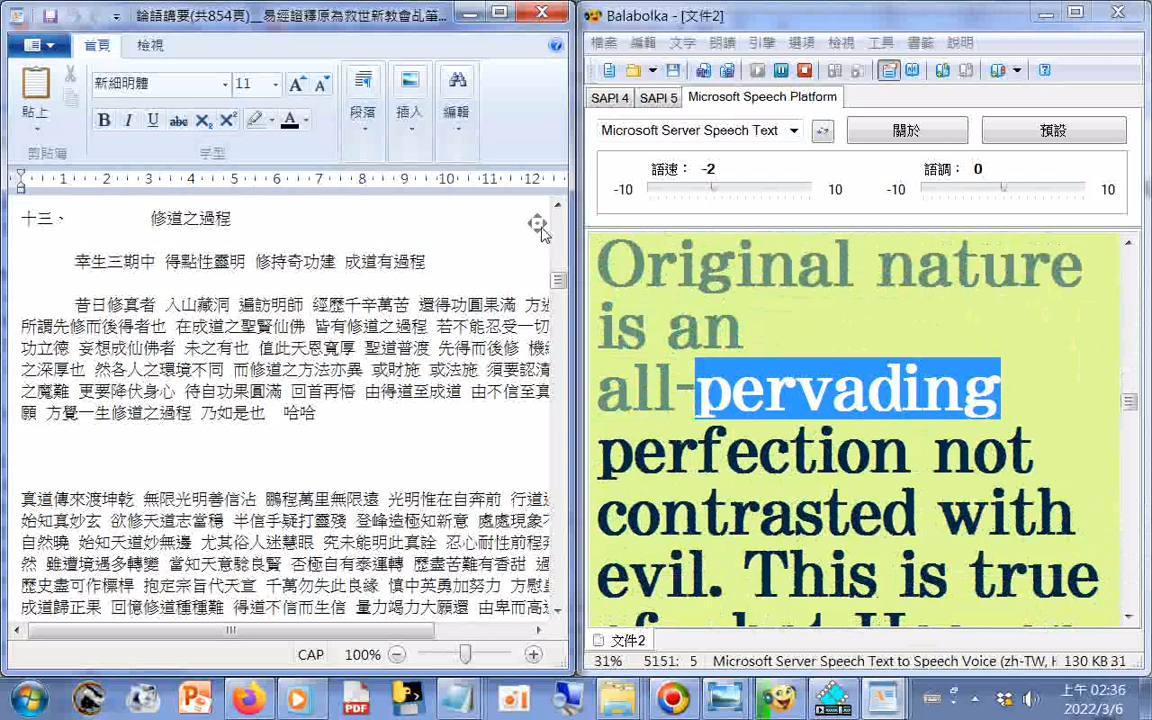 論語講要(共854頁)__易經證釋原為救世新教會乩筆...
首頁
檢視
貼上
剪貼簿
新細明體
11
B I U abc X₂ X² A
字型
段落
插入
編輯
1 2 3 4 5 6 7 8 9 10 11 12
十三、 修道之過程
幸生三期中 得點性靈明 修持奇功建 成道有過程
昔日修真者 入山藏洞 遍訪明師 經歷千辛萬苦 還得功圓果滿 方
所謂先修而後得者也 在成道之聖賢仙佛 皆有修道之過程 若不能忍受一切
功立德 妄想成仙佛者 未之有也 值此天恩寬厚 聖道普渡 先得而後修 機
之深厚也 然各人之環境不同 而修道之方法亦異 或財施 或法施 須要認清
之魔難 更要降伏身心 待自功果圓滿 回首再悟 由得道至成道 由不信至真
願 方覺一生修道之過程 乃如是也 哈哈
真道傳來渡坤乾 無限光明善信沾 鵬程萬里無限遠 光明惟在自奔前 行道
始知真妙玄 欲修天道志當穩 半信乎疑打靈殘 登峰造極知新意 處處現象
自然曉 始知天道妙無邊 尤其俗人迷慧眼 究未能明此真詮 忍心耐性前程
然 雖遭境遇多轉變 當知天意驗良賢 否極自有泰運轉 歷盡苦難有香甜 過
歷史盡可作標桿 抱定宗旨代天宣 千萬勿失此良緣 慎中英勇加努力 方慰
成道歸正果 回憶修道種種難 得道不信而生信 量力竭力大願還 由卑而高
CAP 100%
Balabolka - [文件2]
檔案 編輯 文字 朗讀 引擎 選項 檢視 工具 書籤 說明
SAPI 4 SAPI 5 Microsoft Speech Platform
Microsoft Server Speech Text
關於
預設
語速： -2
語調： 0
-10 10 -10 10
Original nature
is an
all-pervading
perfection not
contrasted with
evil. This is true
文件2
31% 5151: 5 Microsoft Server Speech Text to Speech Voice (zh-TW, H 130 KB 31
PDF
上午 02:36
2022/3/6